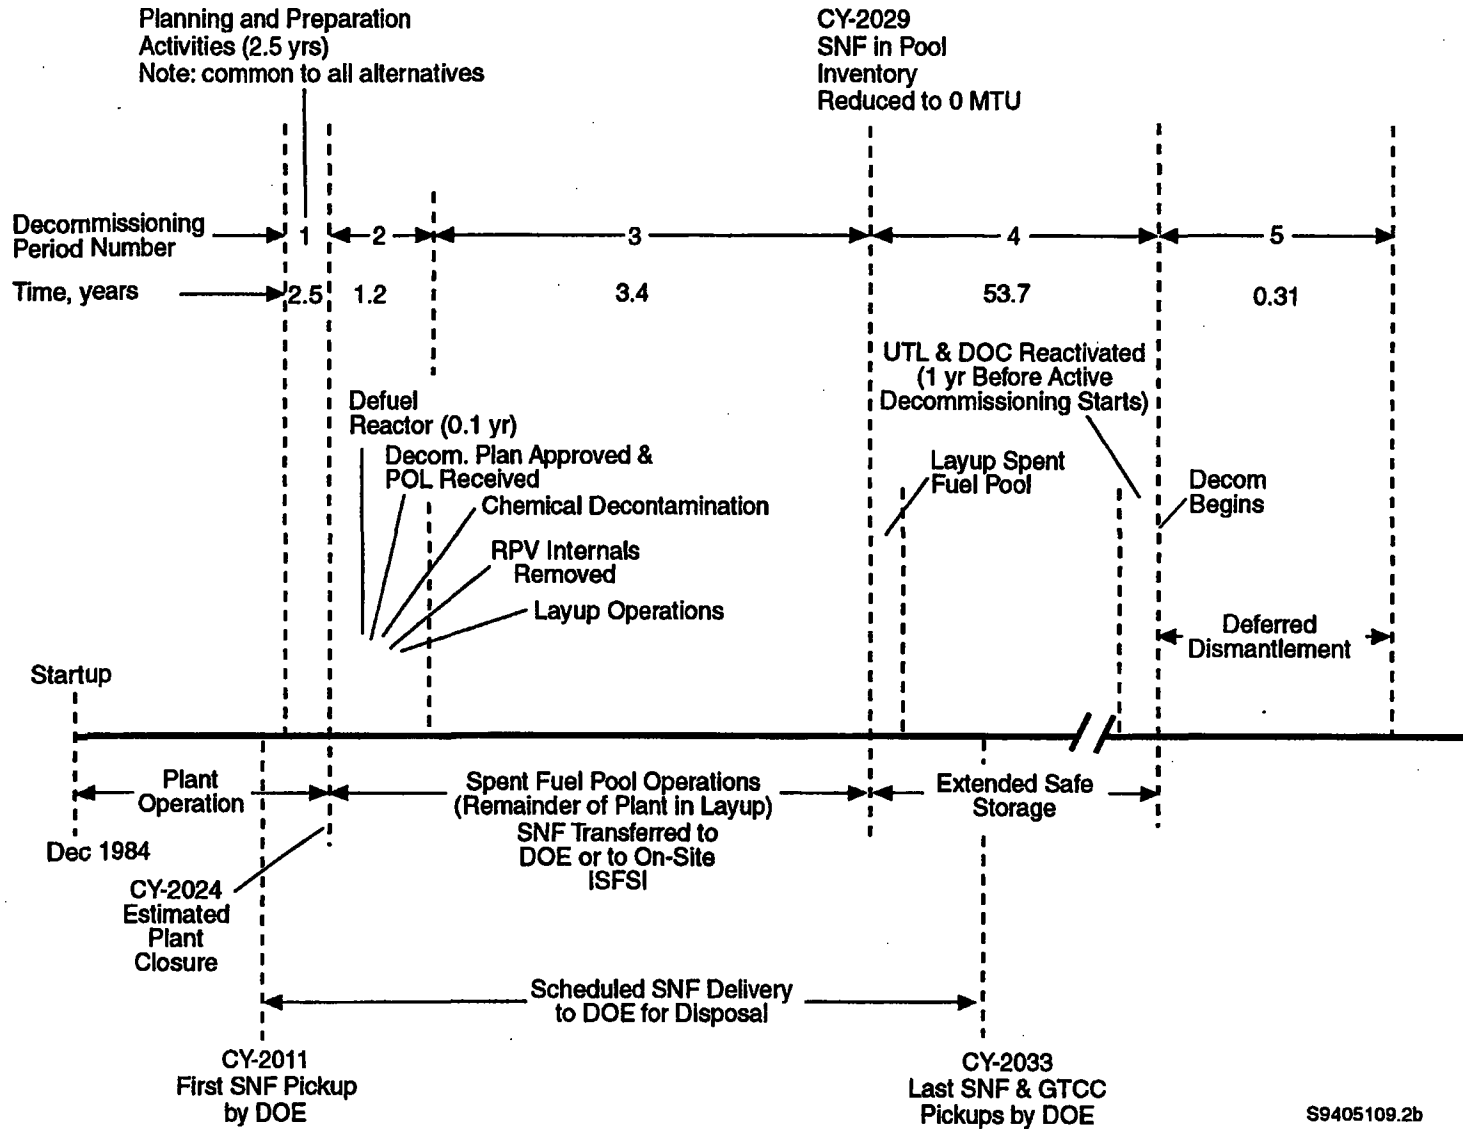 Planning and Preparation
Activities (2.5 yrs)
Note: common to all alternatives
CY-2029
SNF in Pool
Inventory
Reduced to 0 MTU
Decommissioning
Period Number
1
2
3
4
5
Time, years
2.5
1.2
3.4
53.7
0.31
UTL & DOC Reactivated
(1 yr Before Active
Decommissioning Starts)
Defuel
Reactor (0.1 yr)
Decom. Plan Approved &
POL Received
Chemical Decontamination
RPV Internals
Removed
Layup Operations
Layup Spent
Fuel Pool
Decom
Begins
Deferred
Dismantlement
Startup
Plant
Operation
Spent Fuel Pool Operations
(Remainder of Plant in Layup)
SNF Transferred to
DOE or to On-Site
ISFSI
Extended Safe
Storage
Dec 1984
CY-2024
Estimated
Plant
Closure
Scheduled SNF Delivery
to DOE for Disposal
CY-2011
First SNF Pickup
by DOE
CY-2033
Last SNF & GTCC
Pickups by DOE
S9405109.2b